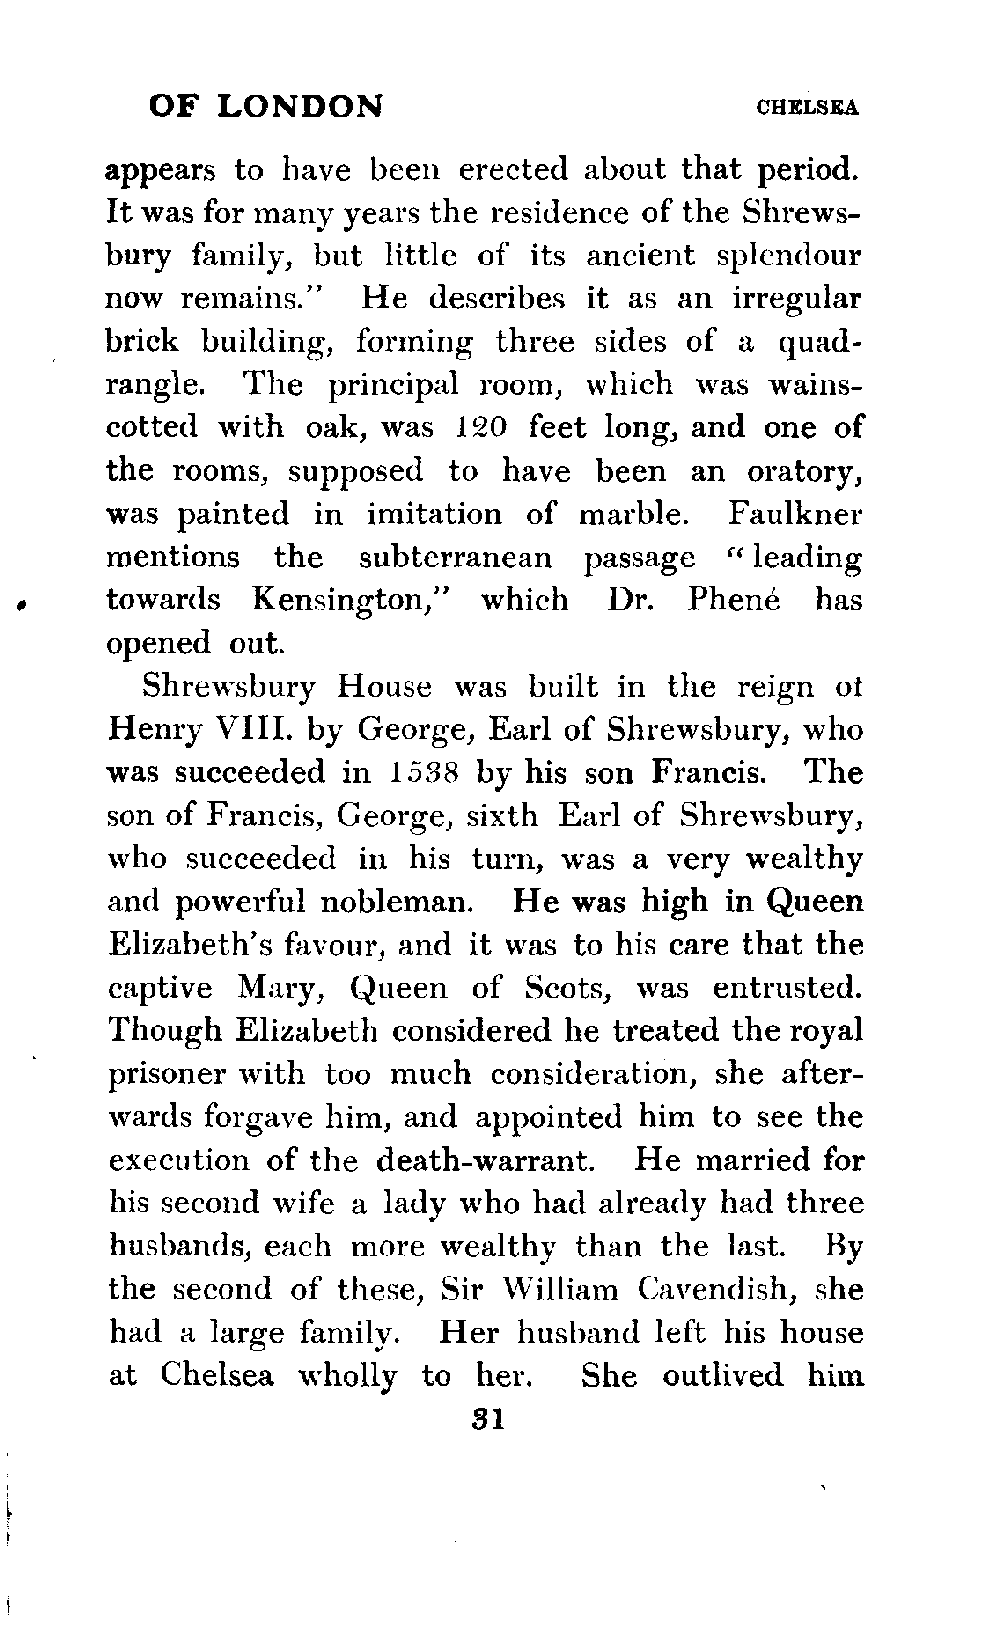 OF LONDON CHELSEA
appears to have been erected about that period.
It was for many years the residence of the Shrews-
bury family, but little of its ancient splendour
now remains." He describes it as an irregular
brick building, forming three sides of a quad-
rangle. The principal room, which was wains-
cotted with oak, was 120 feet long, and one of
the rooms, supposed to have been an oratory,
was painted in imitation of marble. Faulkner
mentions the subterranean passage "leading
towards Kensington," which Dr. Phené has
opened out.
Shrewsbury House was built in the reign of
Henry VIII. by George, Earl of Shrewsbury, who
was succeeded in 1538 by his son Francis. The
son of Francis, George, sixth Earl of Shrewsbury,
who succeeded in his turn, was a very wealthy
and powerful nobleman. He was high in Queen
Elizabeth's favour, and it was to his care that the
captive Mary, Queen of Scots, was entrusted.
Though Elizabeth considered he treated the royal
prisoner with too much consideration, she after-
wards forgave him, and appointed him to see the
execution of the death-warrant. He married for
his second wife a lady who had already had three
husbands, each more wealthy than the last. By
the second of these, Sir William Cavendish, she
had a large family. Her husband left his house
at Chelsea wholly to her. She outlived him
31